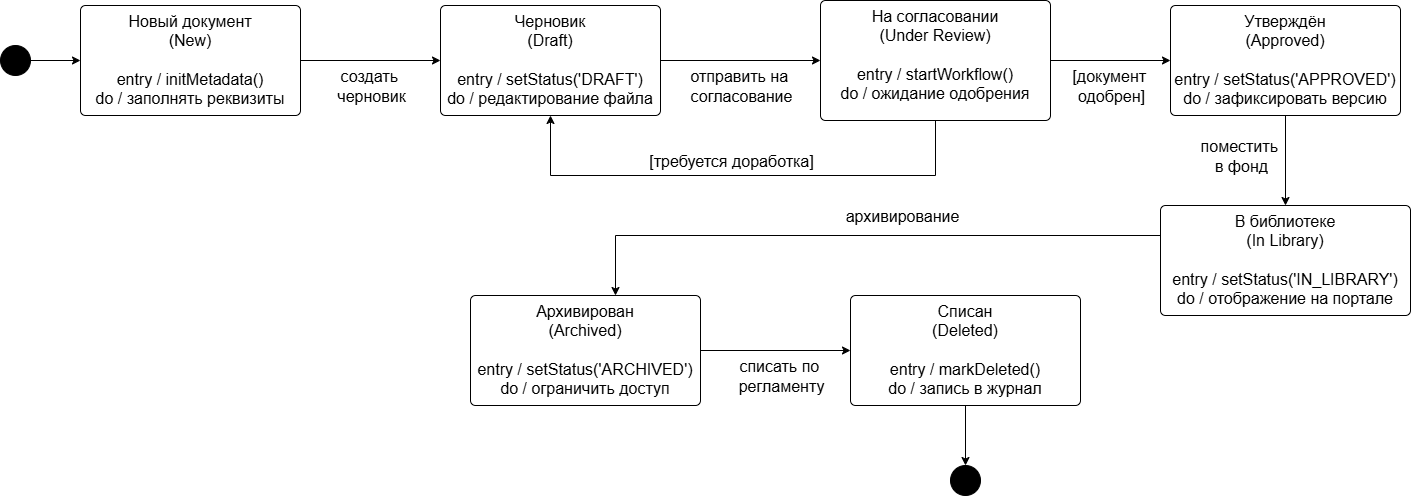 Новый документ
(New)
entry / initMetadata()
do / заполнять реквизиты
создать
черновик
Черновик
(Draft)
entry / setStatus('DRAFT')
do / редактирование файла
отправить на
согласование
На согласовании
(Under Review)
entry / startWorkflow()
do / ожидание одобрения
[документ
одобрен]
Утверждён
(Approved)
entry / setStatus('APPROVED')
do / зафиксировать версию
[требуется доработка]
поместить
в фонд
В библиотеке
(In Library)
entry / setStatus('IN_LIBRARY')
do / отображение на портале
архивирование
Архивирован
(Archived)
entry / setStatus('ARCHIVED')
do / ограничить доступ
списать по
регламенту
Списан
(Deleted)
entry / markDeleted()
do / запись в журнал